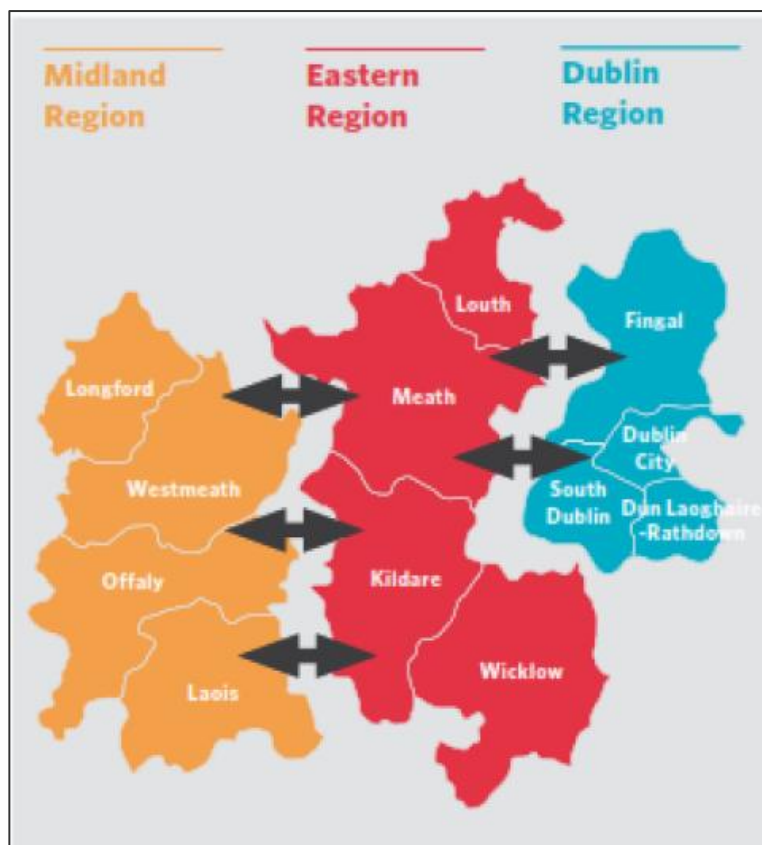 Midland
Region
Eastern
Region
Dublin
Region
Louth
Fingal
Longford
Meath
Dublin
City
Westmeath
South
Dublin
Dun Laoghaire
-Rathdown
Offaly
Kildare
Laois
Wicklow